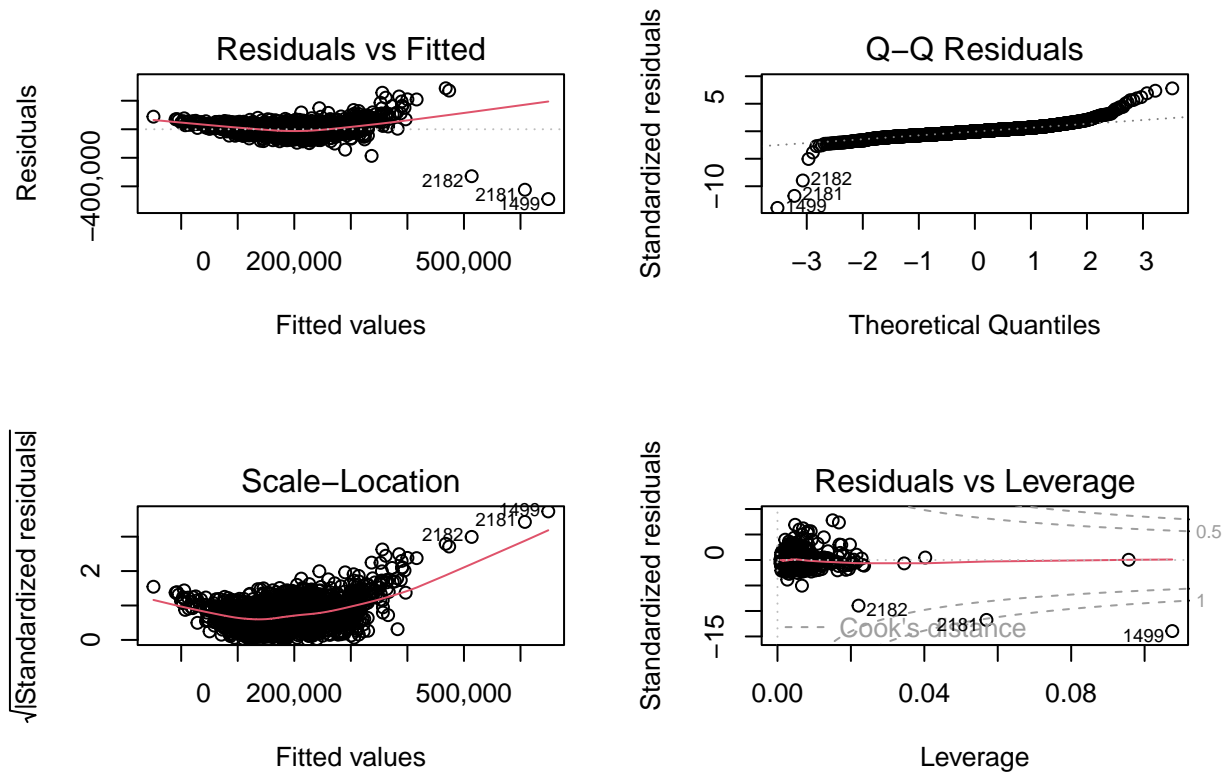 Residuals vs Fitted
Residuals
−400,000
2182
2181
1499
0 200,000 500,000
Fitted values
Q−Q Residuals
Standardized residuals
5
−10
2182
2181
1499
−3 −2 −1 0 1 2 3
Theoretical Quantiles
Scale−Location
√|Standardized residuals|
2
0
1499
2181
2182
0 200,000 500,000
Fitted values
Residuals vs Leverage
Standardized residuals
0
−15
0.5
1
2182
2181
1499
Cook's distance
0.00 0.04 0.08
Leverage